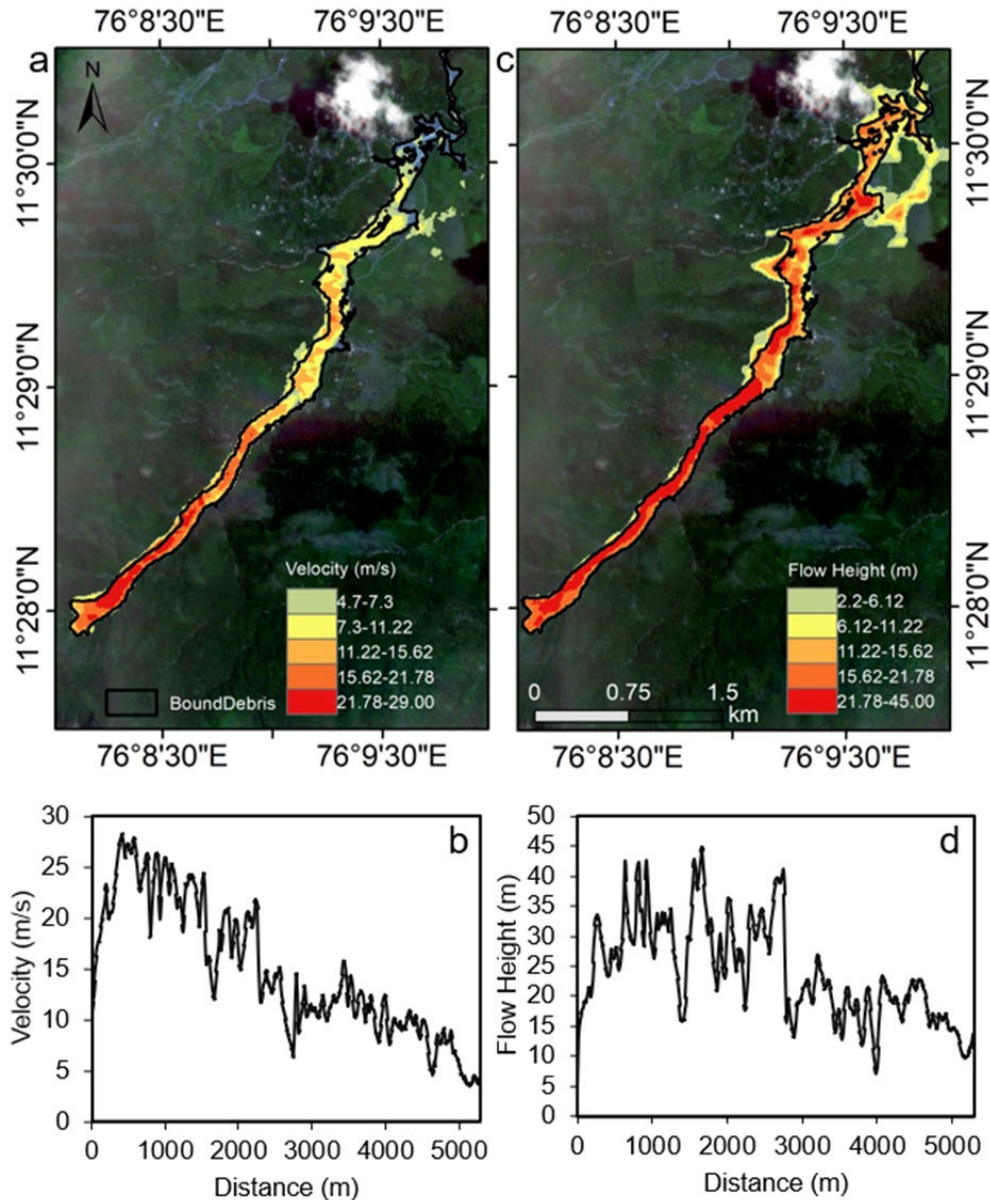 76°8'30"E 76°9'30"E 76°8'30"E 76°9'30"E
a
c
N
11°30'0"N
11°29'0"N
11°28'0"N
11°30'0"N
11°29'0"N
11°28'0"N
Velocity (m/s)
4.7-7.3
7.3-11.22
11.22-15.62
15.62-21.78
21.78-29.00
BoundDebris
Flow Height (m)
2.2-6.12
6.12-11.22
11.22-15.62
15.62-21.78
21.78-45.00
0 0.75 1.5
km
76°8'30"E 76°9'30"E 76°8'30"E 76°9'30"E
b
Velocity (m/s)
30
25
20
15
10
5
0
0 1000 2000 3000 4000 5000
Distance (m)
d
Flow Height (m)
50
45
40
35
30
25
20
15
10
5
0
0 1000 2000 3000 4000 5000
Distance (m)